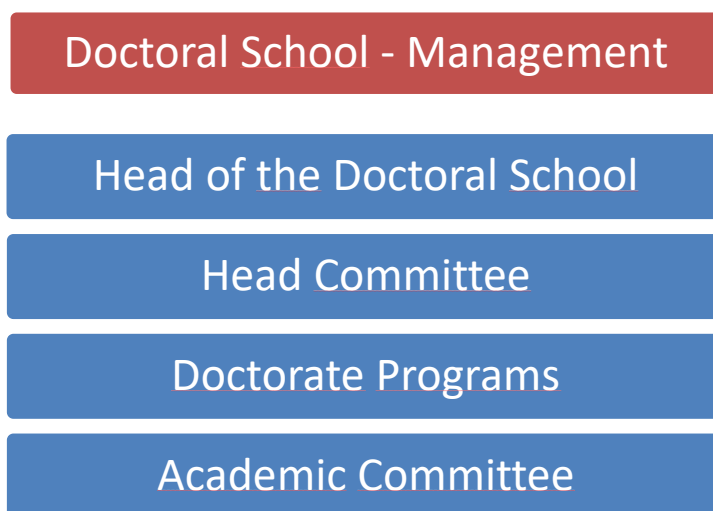 Doctoral School - Management
Head of the Doctoral School
Head Committee
Doctorate Programs
Academic Committee